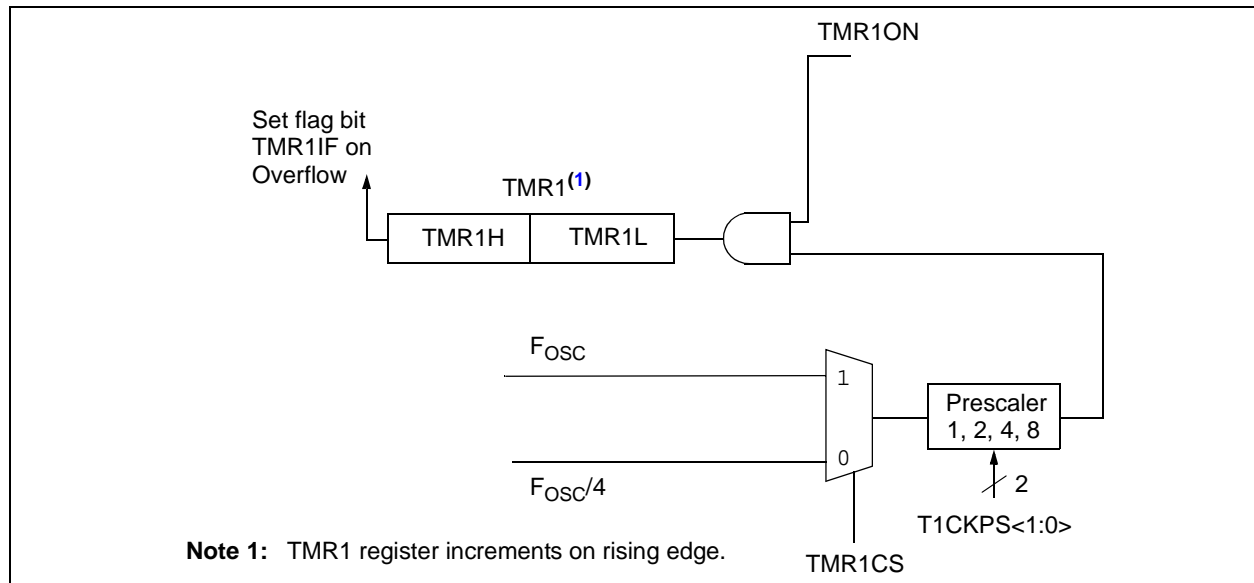 TMR1ON
Set flag bit
TMR1IF on
Overflow
TMR1(1)
TMR1H
TMR1L
FOSC
1
Prescaler
1, 2, 4, 8
0
FOSC/4
2
T1CKPS<1:0>
Note 1: TMR1 register increments on rising edge.
TMR1CS